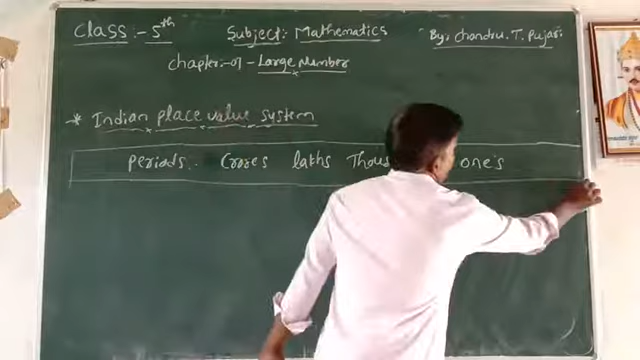 Class :- 5th Subject :- Mathematics By: Chandru. T. Pujari
chapter :- 01 - Large Number
* Indian place value system
Periods :- Crores lakhs Thous one's